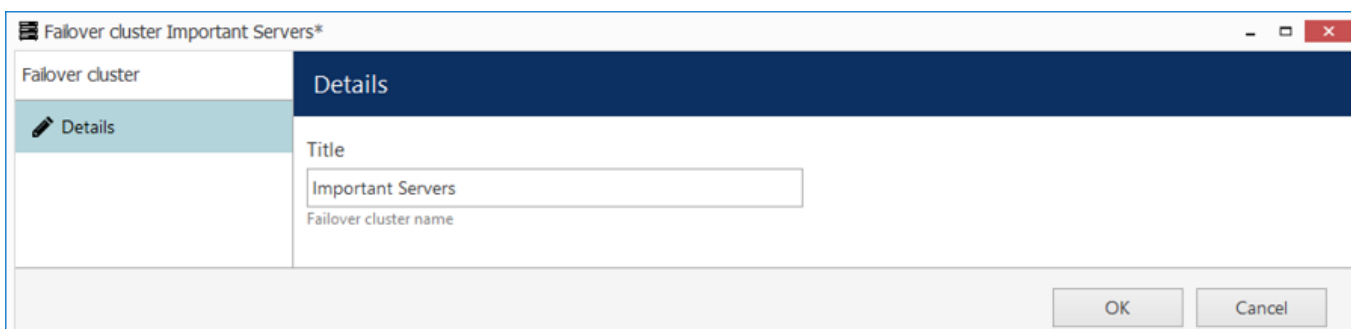 Failover cluster Important Servers*
Failover cluster
Details
Details
Title
Important Servers
Failover cluster name
OK
Cancel